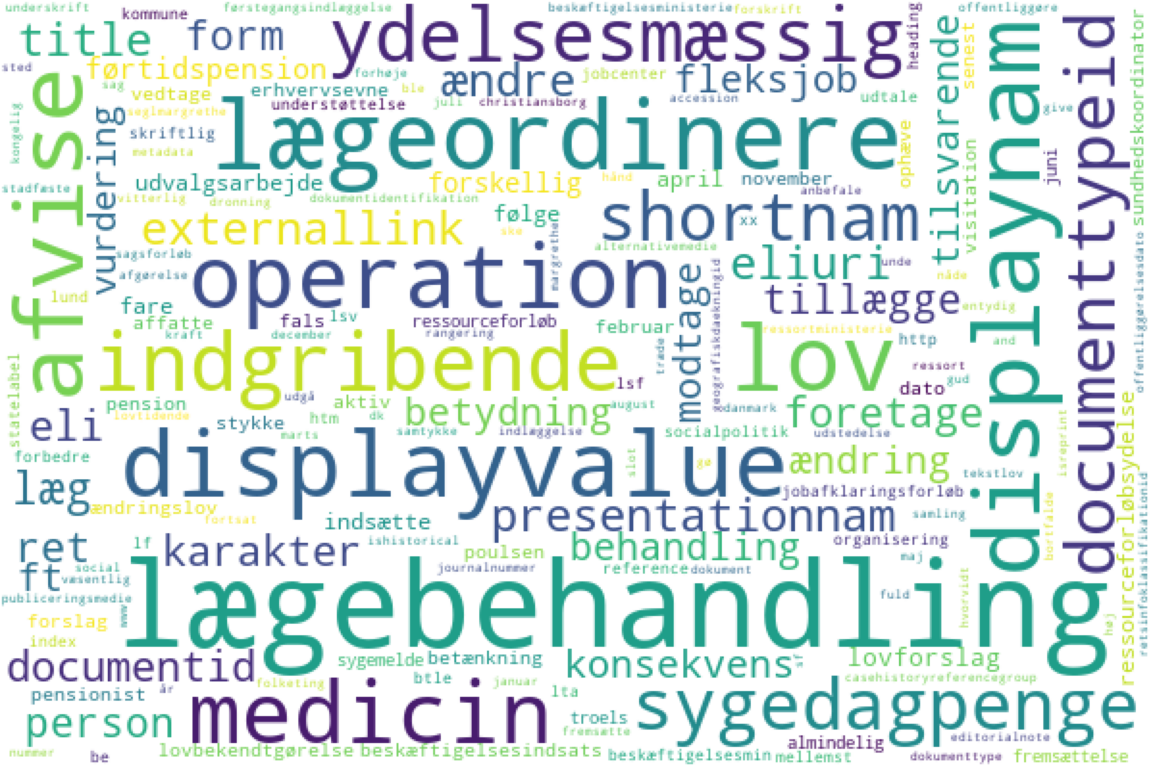 underskrift førstegangsindlæggelse beskæftigelsesministerie forskrift offentliggøre
kommune
title form ydelsesmæssig heading
sted førtidspension forhøje ble ændre jobcenter fleksjob senest
sag vedtage erhvervsevne
seglmargrethe understøttelse juli christiansborg accession udtale give
kongelig afvise vurdering skriftlig lægeordinere ophæve tilsvarende displaynam juni documenttypeid sundhedskoordinator
metadata
stadfæste udvalgsarbejde forskellig hånd april november anbefale visitation
vitterlig dronning dokumentidentifikation følge shortnam xx
externallink ske margrethe alternativemedie
sagsforløb eliuri unde nåde
afgørelse operation modtage geografiskdaekningid
lund fare tillægge entydig offentliggørelsesdato
affatte fals lsv ressourceforløb februar ressortministerie
kraft december rangering træde http and
statelabel indgribende lsf lov ressort
pension udgå aktiv dato gud
lovtidende htm dk betydning august danmark foretage
eli stykke samtykke indlæggelse socialpolitik udstedelse isreprint
marts slot
forbedre displayvalue gø ændring tekstlov
læg jobafklaringsforløb
ændringslov presentationnam samling
fortsat indsætte bortfalde ressourceforløbsydelse
ret lf karakter ishistorical poulsen behandling organisering maj retsinfoklassifikationid
ft social journalnummer reference dokument
væsentlig
publiceringsmedie www lægebehandling fuld hvorvidt høj
forslag
index
documentid sygemelde betænkning konsekvens sf lovforslag
btle casehistoryreferencegroup
pensionist år folketing januar lta
person medicin troels sygedagpenge
fremsætte
editorialnote
almindelig
nummer be lovbekendtgørelse beskæftigelsesindsats beskæftigelsesmin mellemst dokumenttype fremsættelse